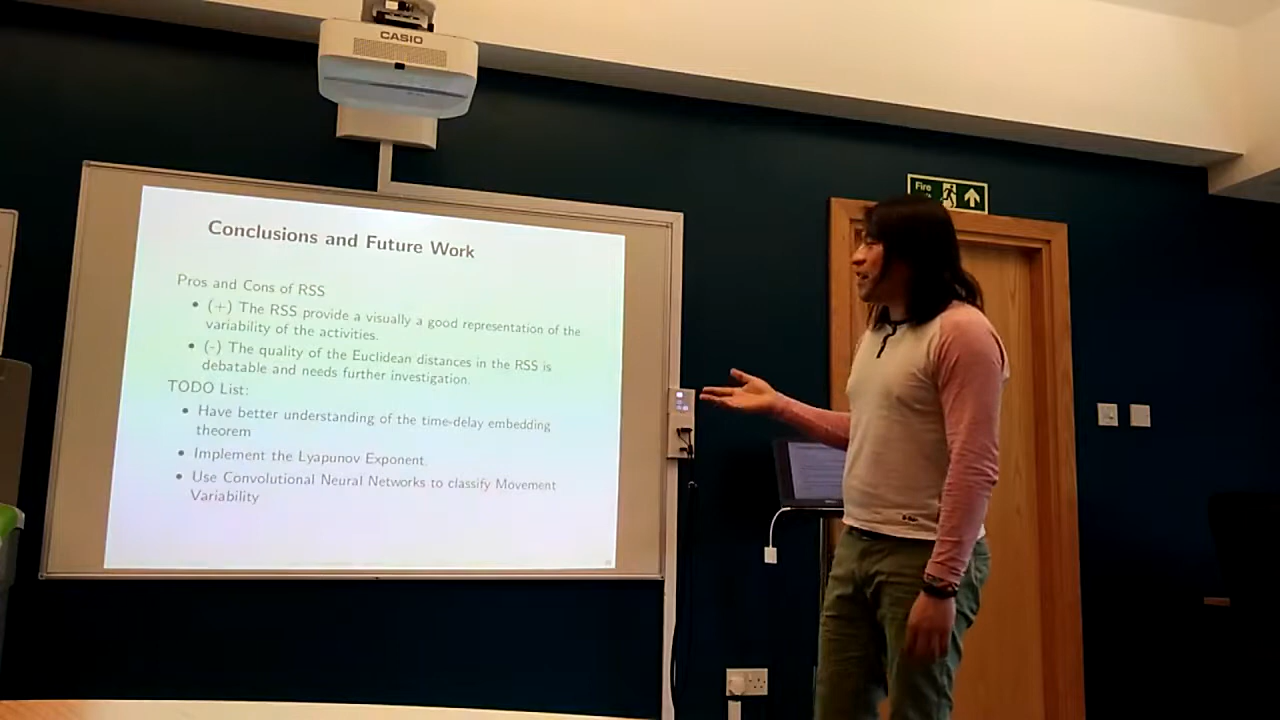 CASIO
Fire
Conclusions and Future Work
Pros and Cons of RSS
• (+) The RSS provide a visually a good representation of the
variability of the activities.
• (-) The quality of the Euclidean distances in the RSS is
debatable and needs further investigation.
TODO List:
• Have better understanding of the time-delay embedding
theorem
• Implement the Lyapunov Exponent.
• Use Convolutional Neural Networks to classify Movement
Variability